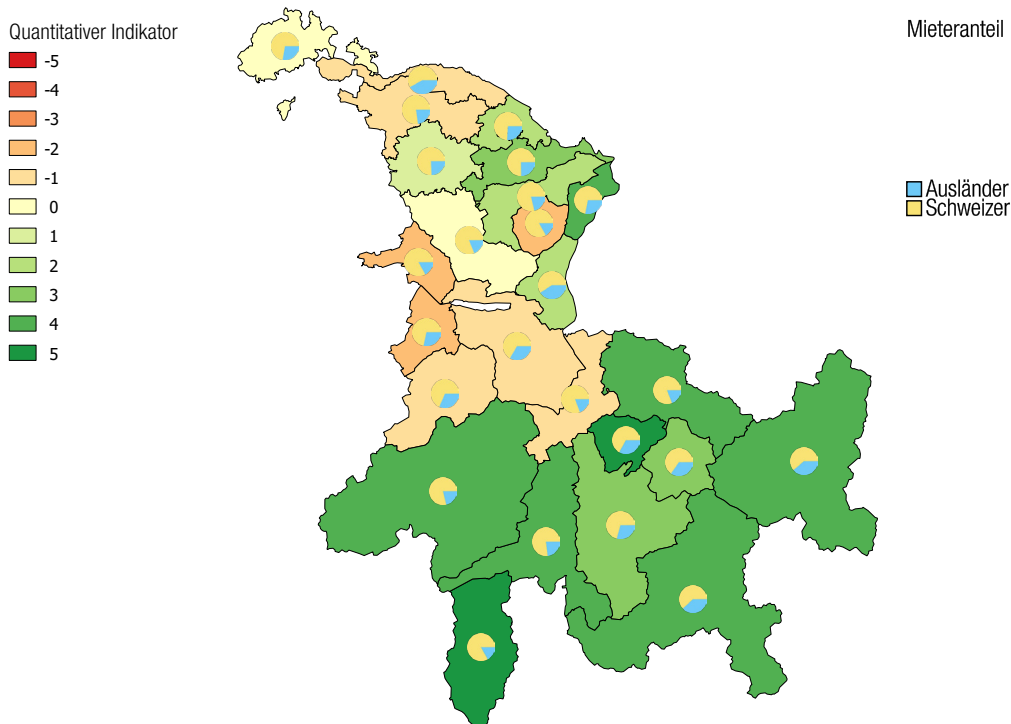 Quantitativer Indikator
-5
-4
-3
-2
-1
0
1
2
3
4
5
Mieteranteil
Ausländer
Schweizer